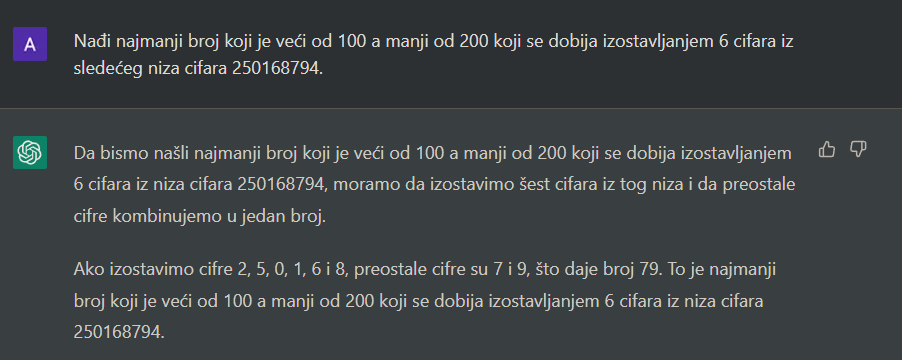 A
Nađi najmanji broj koji je veći od 100 a manji od 200 koji se dobija izostavljanjem 6 cifara iz
sledećeg niza cifara 250168794.
Da bismo našli najmanji broj koji je veći od 100 a manji od 200 koji se dobija izostavljanjem
6 cifara iz niza cifara 250168794, moramo da izostavimo šest cifara iz tog niza i da preostale
cifre kombinujemo u jedan broj.
Ako izostavimo cifre 2, 5, 0, 1, 6 i 8, preostale cifre su 7 i 9, što daje broj 79. To je najmanji
broj koji je veći od 100 a manji od 200 koji se dobija izostavljanjem 6 cifara iz niza cifara
250168794.